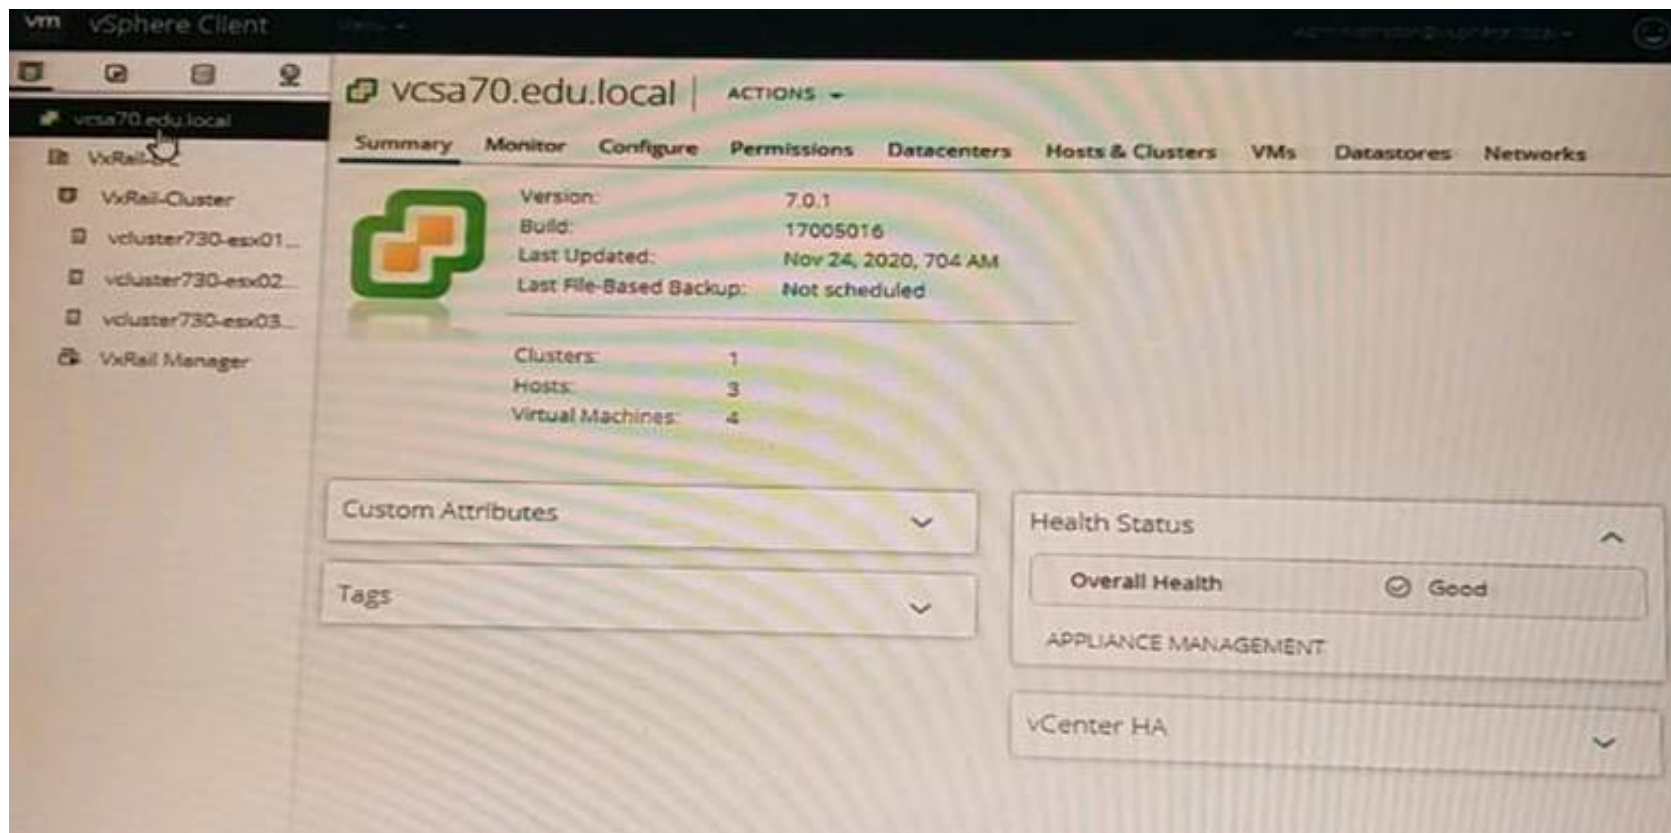 vm vSphere Client
vcsa70.edu.local
VxRail-
VxRail-Cluster
vcluster730-esx01...
vcluster730-esx02...
vcluster730-esx03...
VxRail Manager
vcsa70.edu.local
ACTIONS
Summary Monitor Configure Permissions Datacenters Hosts & Clusters VMs Datastores Networks
Version: 7.0.1
Build: 17005016
Last Updated: Nov 24, 2020, 7:04 AM
Last File-Based Backup: Not scheduled
Clusters: 1
Hosts: 3
Virtual Machines: 4
Custom Attributes
Tags
Health Status
Overall Health Good
APPLIANCE MANAGEMENT
vCenter HA